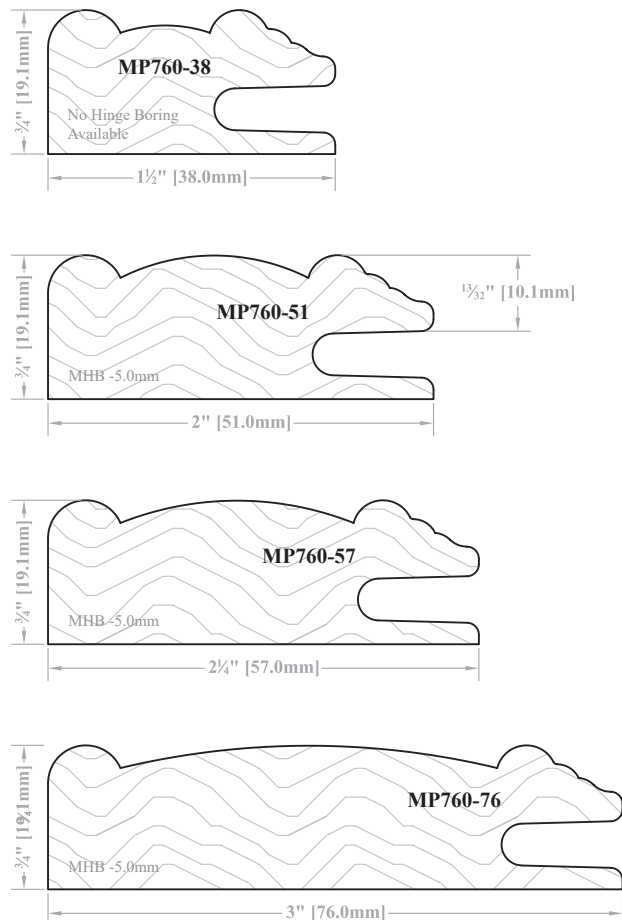 MP760-38
¾" [19.1mm]
No Hinge Boring
Available
1½" [38.0mm]
MP760-51
¾" [19.1mm]
¹³⁄₃₂" [10.1mm]
MHB -5.0mm
2" [51.0mm]
MP760-57
¾" [19.1mm]
MHB -5.0mm
2¼" [57.0mm]
MP760-76
¾"
MHB -5.0mm
3" [76.0mm]